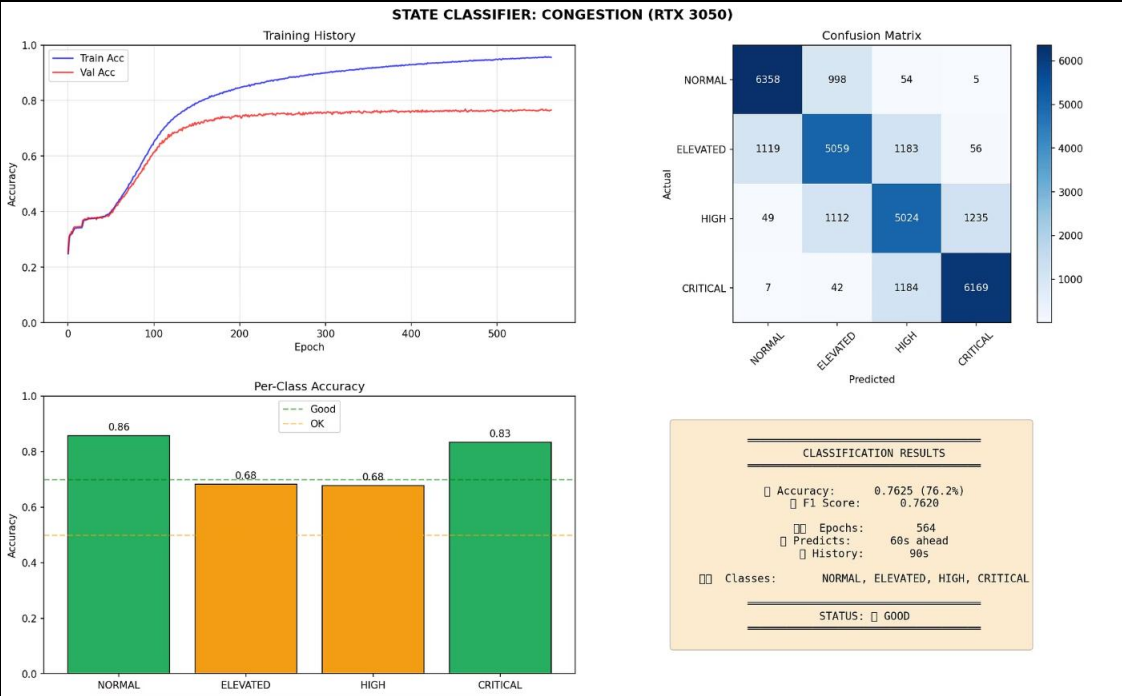 STATE CLASSIFIER: CONGESTION (RTX 3050)
Training History
Train Acc
Val Acc
1.0
0.8
0.6
0.4
0.2
0.0
Accuracy
0 100 200 300 400 500
Epoch
Confusion Matrix
NORMAL 6358 998 54 5
ELEVATED 1119 5059 1183 56
HIGH 49 1112 5024 1235
CRITICAL 7 42 1184 6169
Actual
NORMAL ELEVATED HIGH CRITICAL
Predicted
6000
5000
4000
3000
2000
1000
Per-Class Accuracy
Good
OK
1.0
0.8
0.6
0.4
0.2
0.0
Accuracy
0.86 0.68 0.68 0.83
NORMAL ELEVATED HIGH CRITICAL
CLASSIFICATION RESULTS
Accuracy: 0.7625 (76.2%)
F1 Score: 0.7620
Epochs: 564
Predicts: 60s ahead
History: 90s
Classes: NORMAL, ELEVATED, HIGH, CRITICAL
STATUS: GOOD